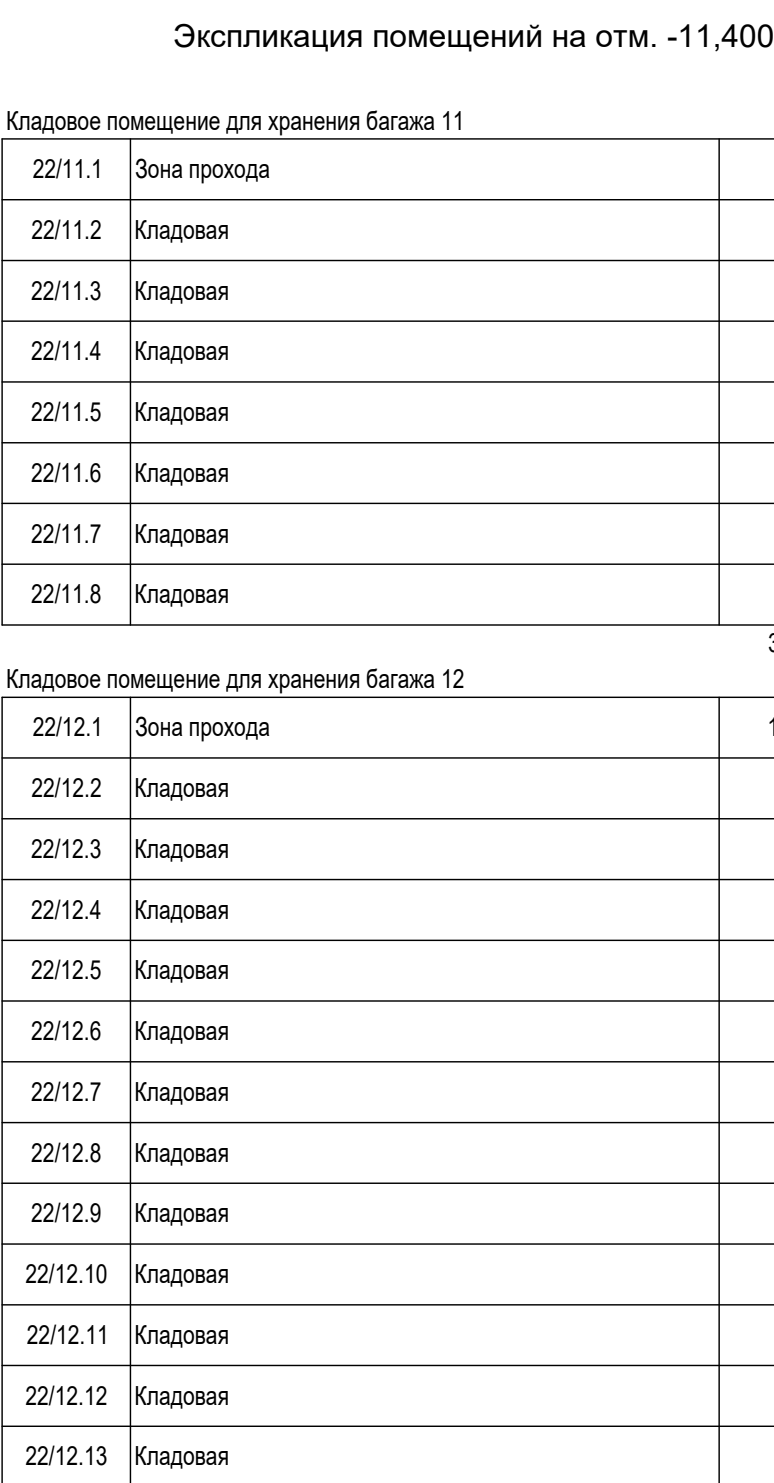 Экспликация помещений на отм. -11,400
Кладовое помещение для хранения багажа 11
22/11.1 Зона прохода
22/11.2 Кладовая
22/11.3 Кладовая
22/11.4 Кладовая
22/11.5 Кладовая
22/11.6 Кладовая
22/11.7 Кладовая
22/11.8 Кладовая
Кладовое помещение для хранения багажа 12
22/12.1 Зона прохода
22/12.2 Кладовая
22/12.3 Кладовая
22/12.4 Кладовая
22/12.5 Кладовая
22/12.6 Кладовая
22/12.7 Кладовая
22/12.8 Кладовая
22/12.9 Кладовая
22/12.10 Кладовая
22/12.11 Кладовая
22/12.12 Кладовая
22/12.13 Кладовая